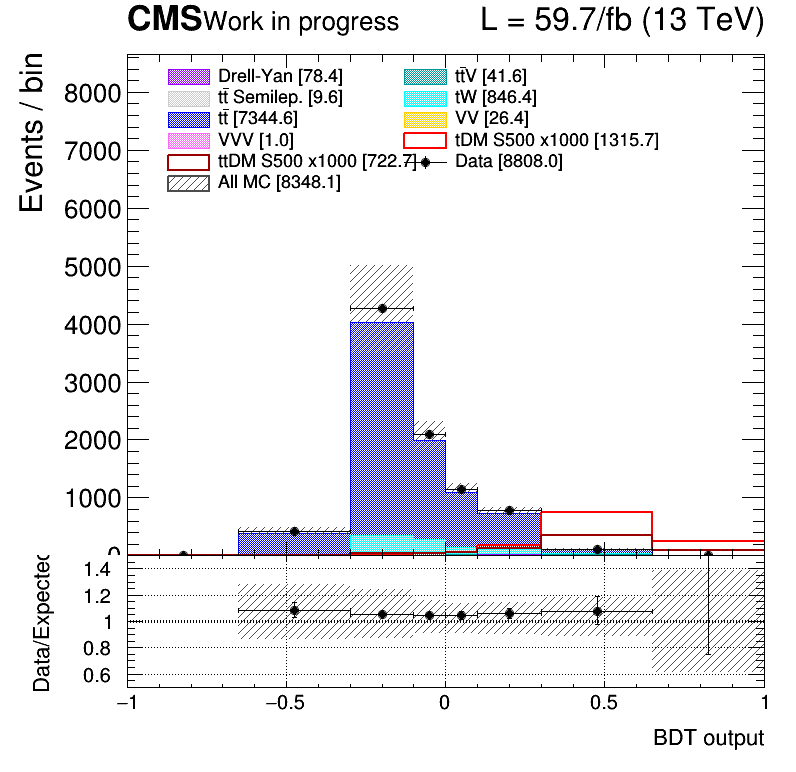 CMS Work in progress L = 59.7/fb (13 TeV)
Events / bin
Drell-Yan [78.4] tt̄V [41.6]
tt̄ Semilep. [9.6] tW [846.4]
tt̄ [7344.6] VV [26.4]
VVV [1.0] tDM S500 x1000 [1315.7]
ttDM S500 x1000 [722.7] Data [8808.0]
All MC [8348.1]
8000
7000
6000
5000
4000
3000
2000
1000
0
Data/Expected
1.4
1.2
1
0.8
0.6
−1 −0.5 0 0.5 1
BDT output